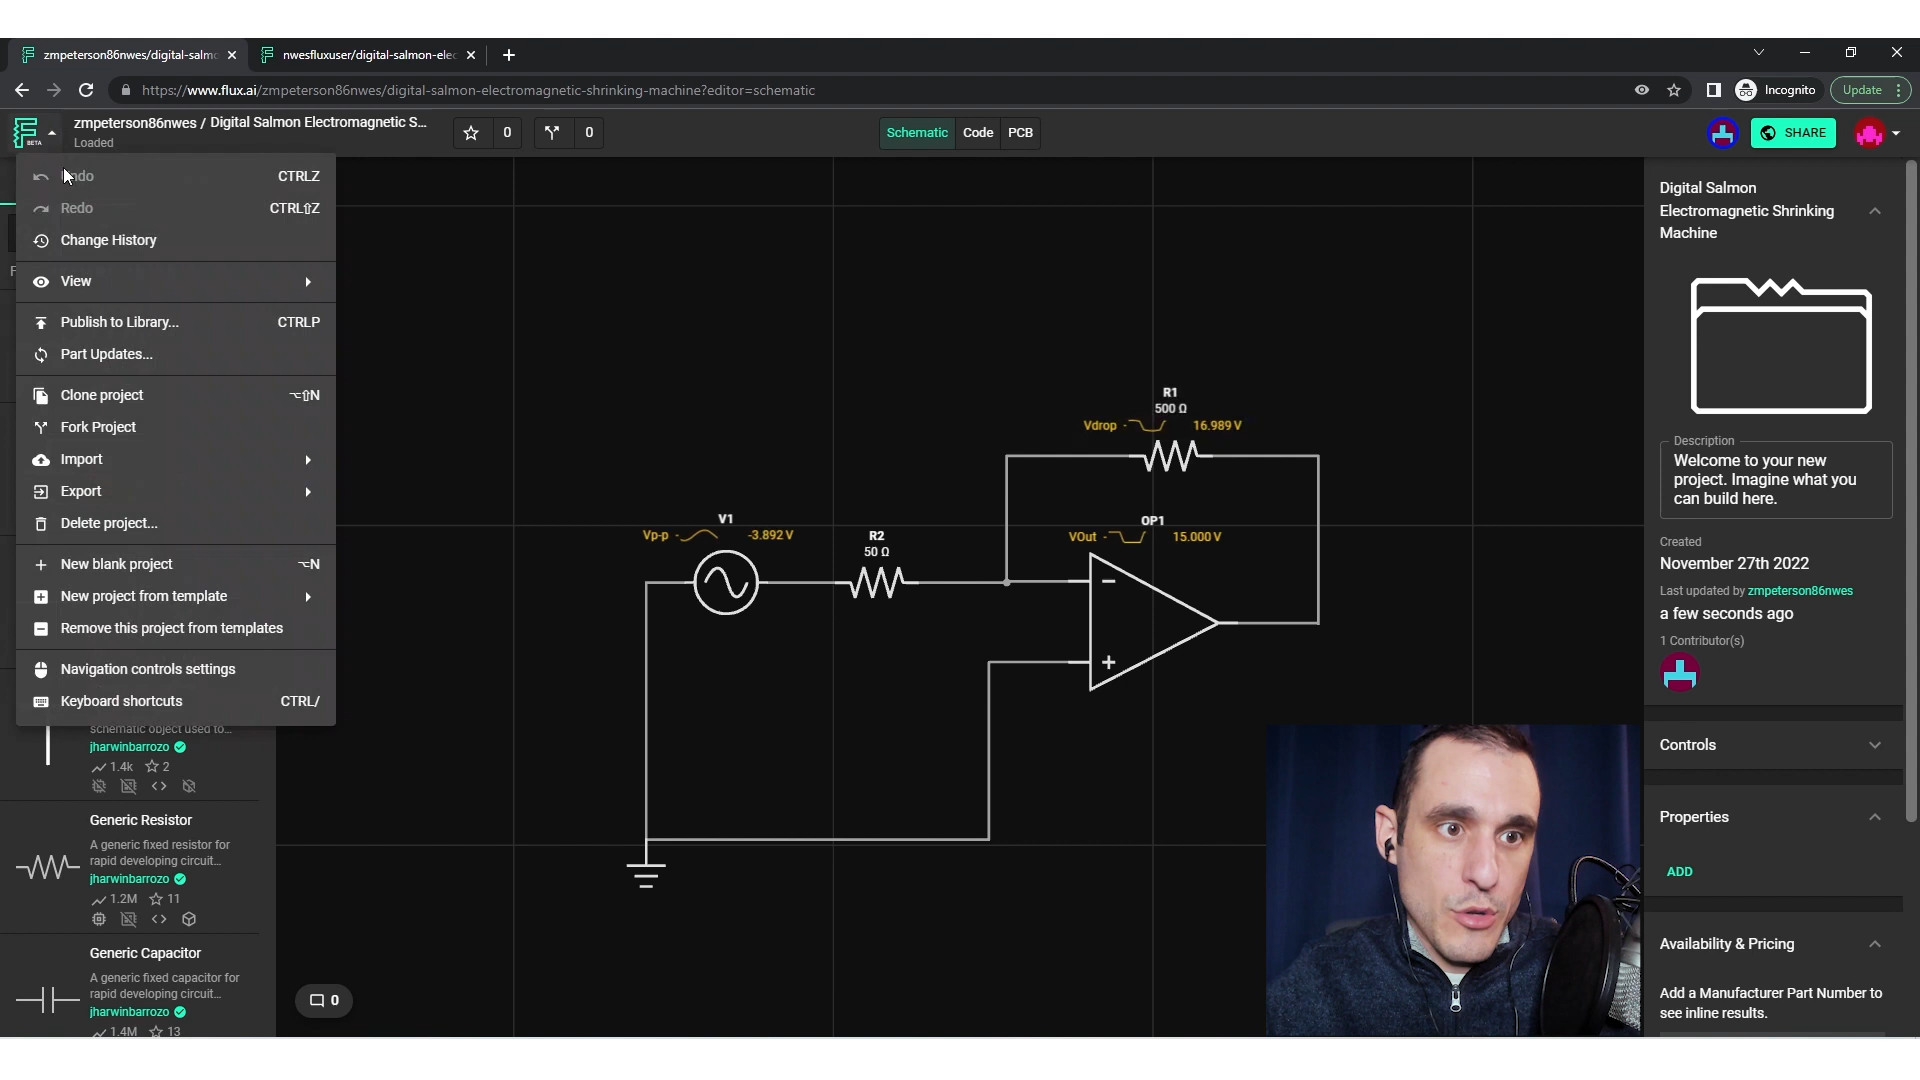 zmpeterson86nwes/digital-salmo
nwesfluxuser/digital-salmon-elec
https://www.flux.ai/zmpeterson86nwes/digital-salmon-electromagnetic-shrinking-machine?editor=schematic
Incognito
Update
BETA
zmpeterson86nwes / Digital Salmon Electromagnetic S...
Loaded
0
0
Schematic
Code
PCB
SHARE
Undo CTRLZ
Redo CTRL⇧Z
Change History
View
Publish to Library... CTRLP
Part Updates...
Clone project ⌥⇧N
Fork Project
Import
Export
Delete project...
New blank project ⌥N
New project from template
Remove this project from templates
Navigation controls settings
Keyboard shortcuts CTRL/
schematic object used to...
jharwinbarrozo
1.4k 2
Generic Resistor
A generic fixed resistor for
rapid developing circuit...
jharwinbarrozo
1.2M 11
Generic Capacitor
A generic fixed capacitor for
rapid developing circuit...
jharwinbarrozo
1.4M 13
R1
500 Ω
Vdrop 16.989 V
V1
Vp-p -3.892 V
R2
50 Ω
OP1
VOut 15.000 V
−
+
0
Digital Salmon
Electromagnetic Shrinking
Machine
Description
Welcome to your new
project. Imagine what you
can build here.
Created
November 27th 2022
Last updated by zmpeterson86nwes
a few seconds ago
1 Contributor(s)
Controls
Properties
ADD
Availability & Pricing
Add a Manufacturer Part Number to
see inline results.